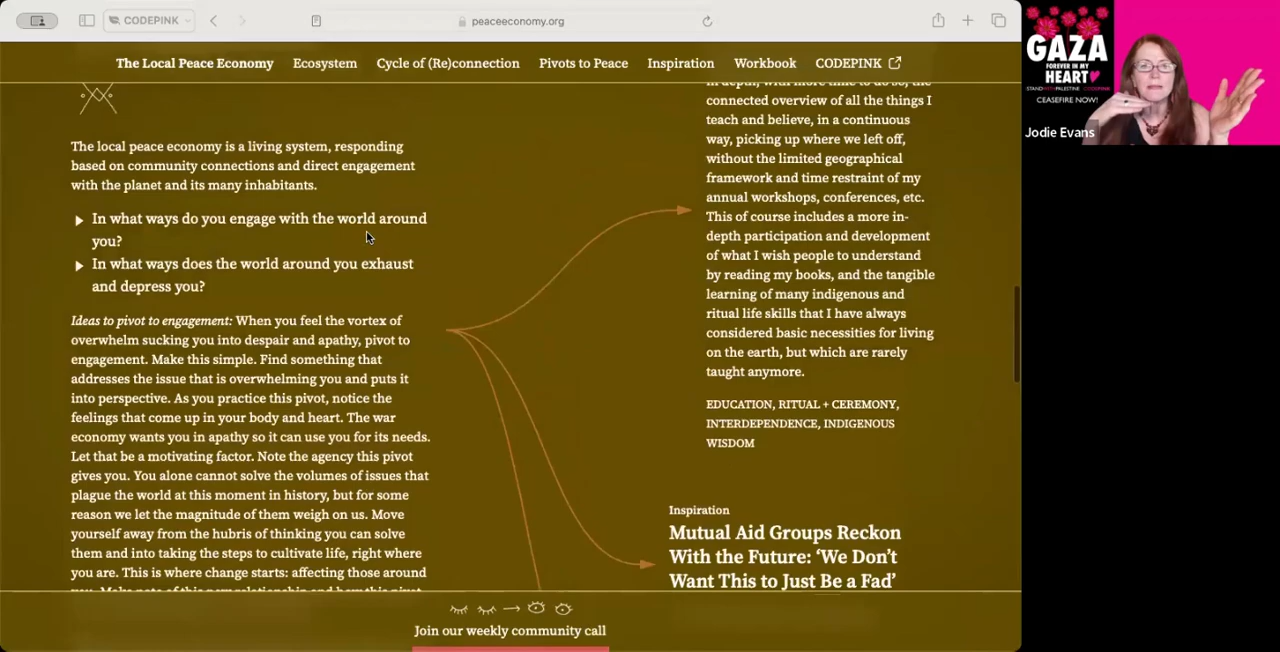 CODEPINK
peaceeconomy.org
The Local Peace Economy
Ecosystem
Cycle of (Re)connection
Pivots to Peace
Inspiration
Workbook
CODEPINK
The local peace economy is a living system, responding
based on community connections and direct engagement
with the planet and its many inhabitants.
In what ways do you engage with the world around
you?
In what ways does the world around you exhaust
and depress you?
Ideas to pivot to engagement: When you feel the vortex of
overwhelm sucking you into despair and apathy, pivot to
engagement. Make this simple. Find something that
addresses the issue that is overwhelming you and puts it
into perspective. As you practice this pivot, notice the
feelings that come up in your body and heart. The war
economy wants you in apathy so it can use you for its needs.
Let that be a motivating factor. Note the agency this pivot
gives you. You alone cannot solve the volumes of issues that
plague the world at this moment in history, but for some
reason we let the magnitude of them weigh on us. Move
yourself away from the hubris of thinking you can solve
them and into taking the steps to cultivate life, right where
you are. This is where change starts: affecting those around
in depth, with more time to do so, the
connected overview of all the things I
teach and believe, in a continuous
way, picking up where we left off,
without the limited geographical
framework and time restraint of my
annual workshops, conferences, etc.
This of course includes a more in-
depth participation and development
of what I wish people to understand
by reading my books, and the tangible
learning of many indigenous and
ritual life skills that I have always
considered basic necessities for living
on the earth, but which are rarely
taught anymore.
EDUCATION, RITUAL + CEREMONY,
INTERDEPENDENCE, INDIGENOUS
WISDOM
Inspiration
Mutual Aid Groups Reckon
With the Future: ‘We Don’t
Want This to Just Be a Fad’
Join our weekly community call
GAZA
FOREVER IN MY
HEART
STAND WITH PALESTINE CODEPINK
CEASEFIRE NOW!
Jodie Evans